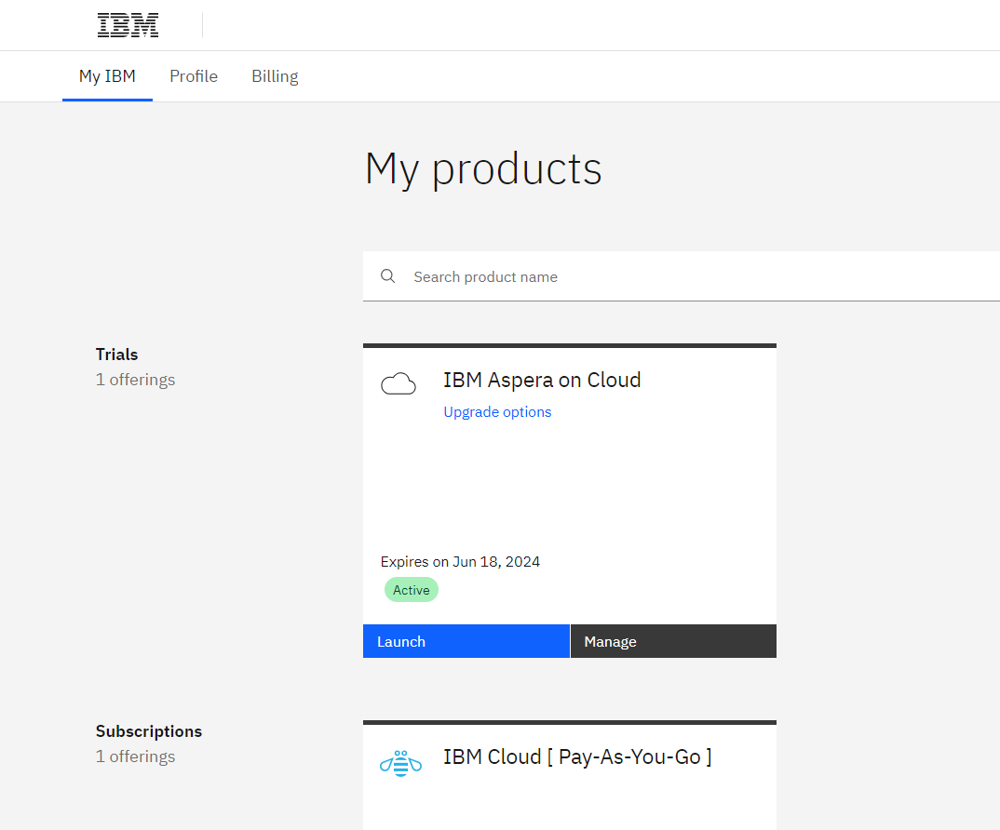 IBM
My IBM Profile Billing
My products
Search product name
Trials
1 offerings
IBM Aspera on Cloud
Upgrade options
Expires on Jun 18, 2024
Active
Launch Manage
Subscriptions
1 offerings
IBM Cloud [ Pay-As-You-Go ]